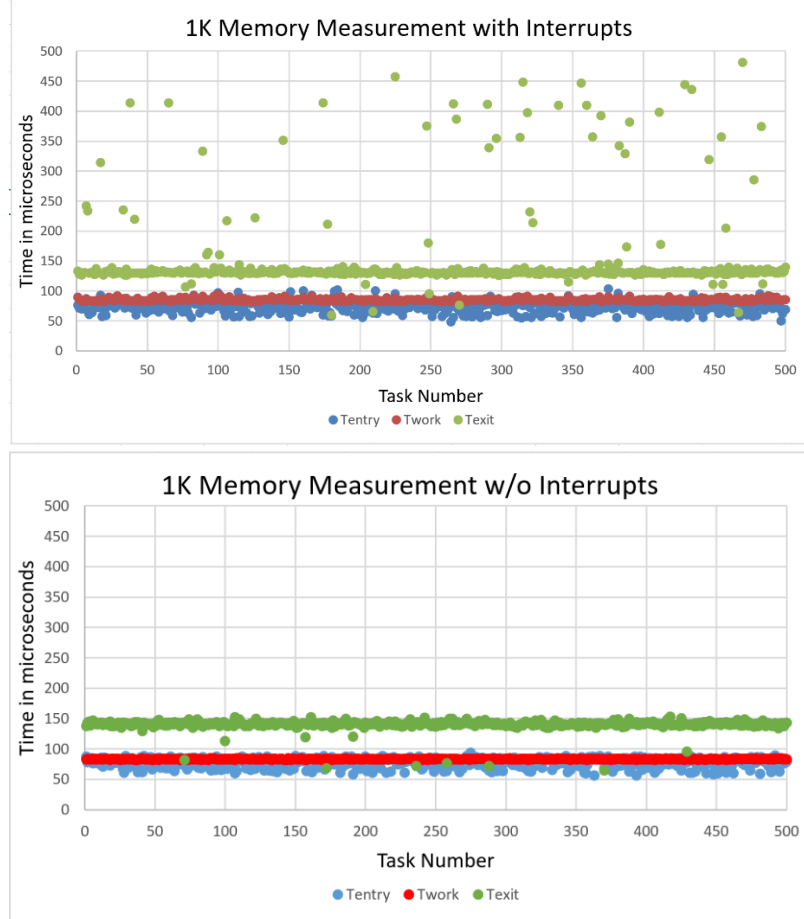 1K Memory Measurement with Interrupts
500
450
400
350
300
250
200
150
100
50
0
Time in microseconds
0 50 100 150 200 250 300 350 400 450 500
Task Number
Tentry Twork Texit
1K Memory Measurement w/o Interrupts
500
450
400
350
300
250
200
150
100
50
0
Time in microseconds
0 50 100 150 200 250 300 350 400 450 500
Task Number
Tentry Twork Texit